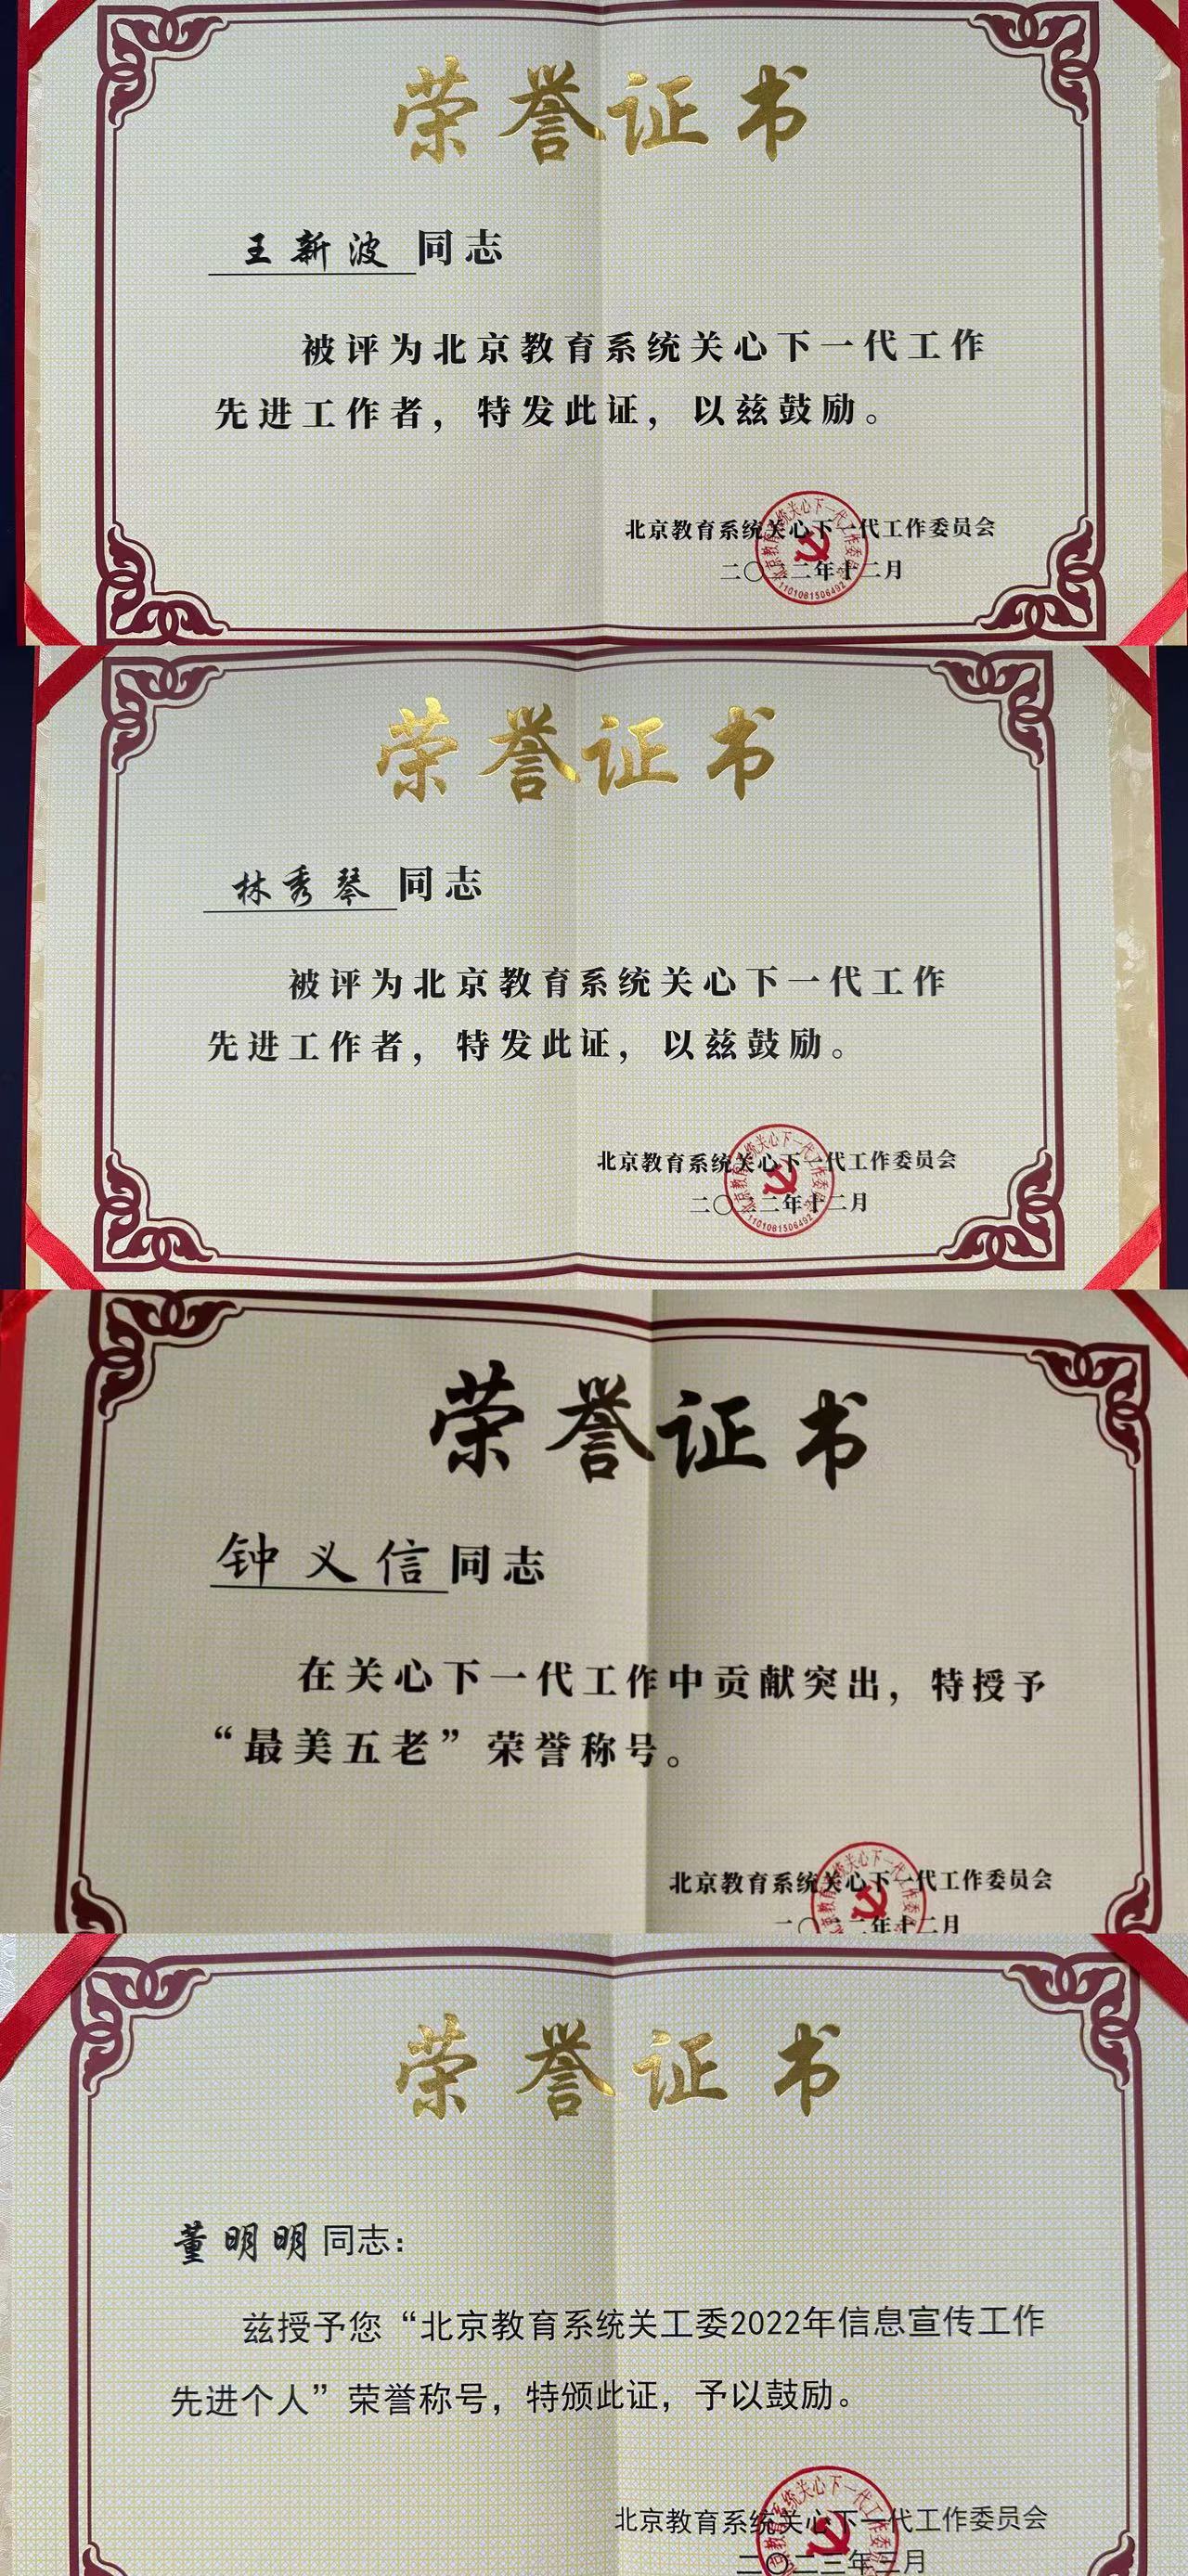 荣誉证书
王新波 同志
被评为北京教育系统关心下一代工作
先进工作者，特发此证，以兹鼓励。
北京教育系统关心下一代工作委员会
二〇二二年十二月
1101081506492
荣誉证书
林秀琴 同志
被评为北京教育系统关心下一代工作
先进工作者，特发此证，以兹鼓励。
北京教育系统关心下一代工作委员会
二〇二二年十二月
1101081506492
荣誉证书
钟义信 同志
在关心下一代工作中贡献突出，特授予
“最美五老”荣誉称号。
北京教育系统关心下一代工作委员会
二〇二二年十二月
荣誉证书
董明明 同志：
兹授予您“北京教育系统关工委2022年信息宣传工作
先进个人”荣誉称号，特颁此证，予以鼓励。
北京教育系统关心下一代工作委员会
二〇二三年三月